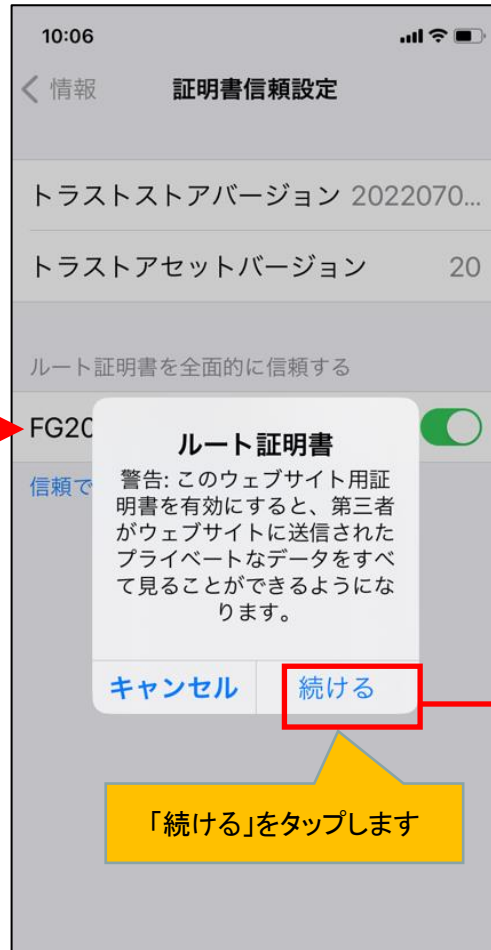 10:06
情報
証明書信頼設定
トラストストアバージョン 2022070...
トラストアセットバージョン 20
ルート証明書を全面的に信頼する
FG20
信頼で
ルート証明書
警告: このウェブサイト用証
明書を有効にすると、第三者
がウェブサイトに送信された
プライベートなデータをすべ
て見ることができるようにな
ります。
キャンセル
続ける
「続ける」をタップします